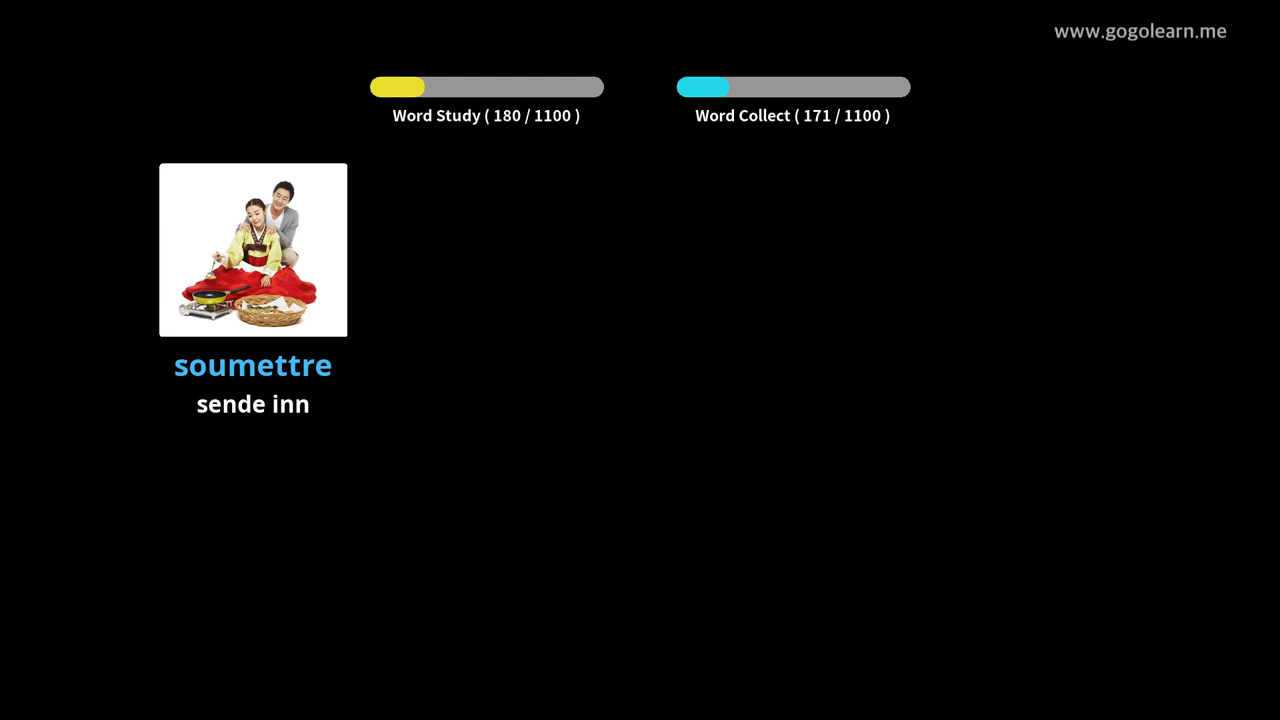 www.gogolearn.me
Word Study ( 180 / 1100 )
Word Collect ( 171 / 1100 )
soumettre
sende inn